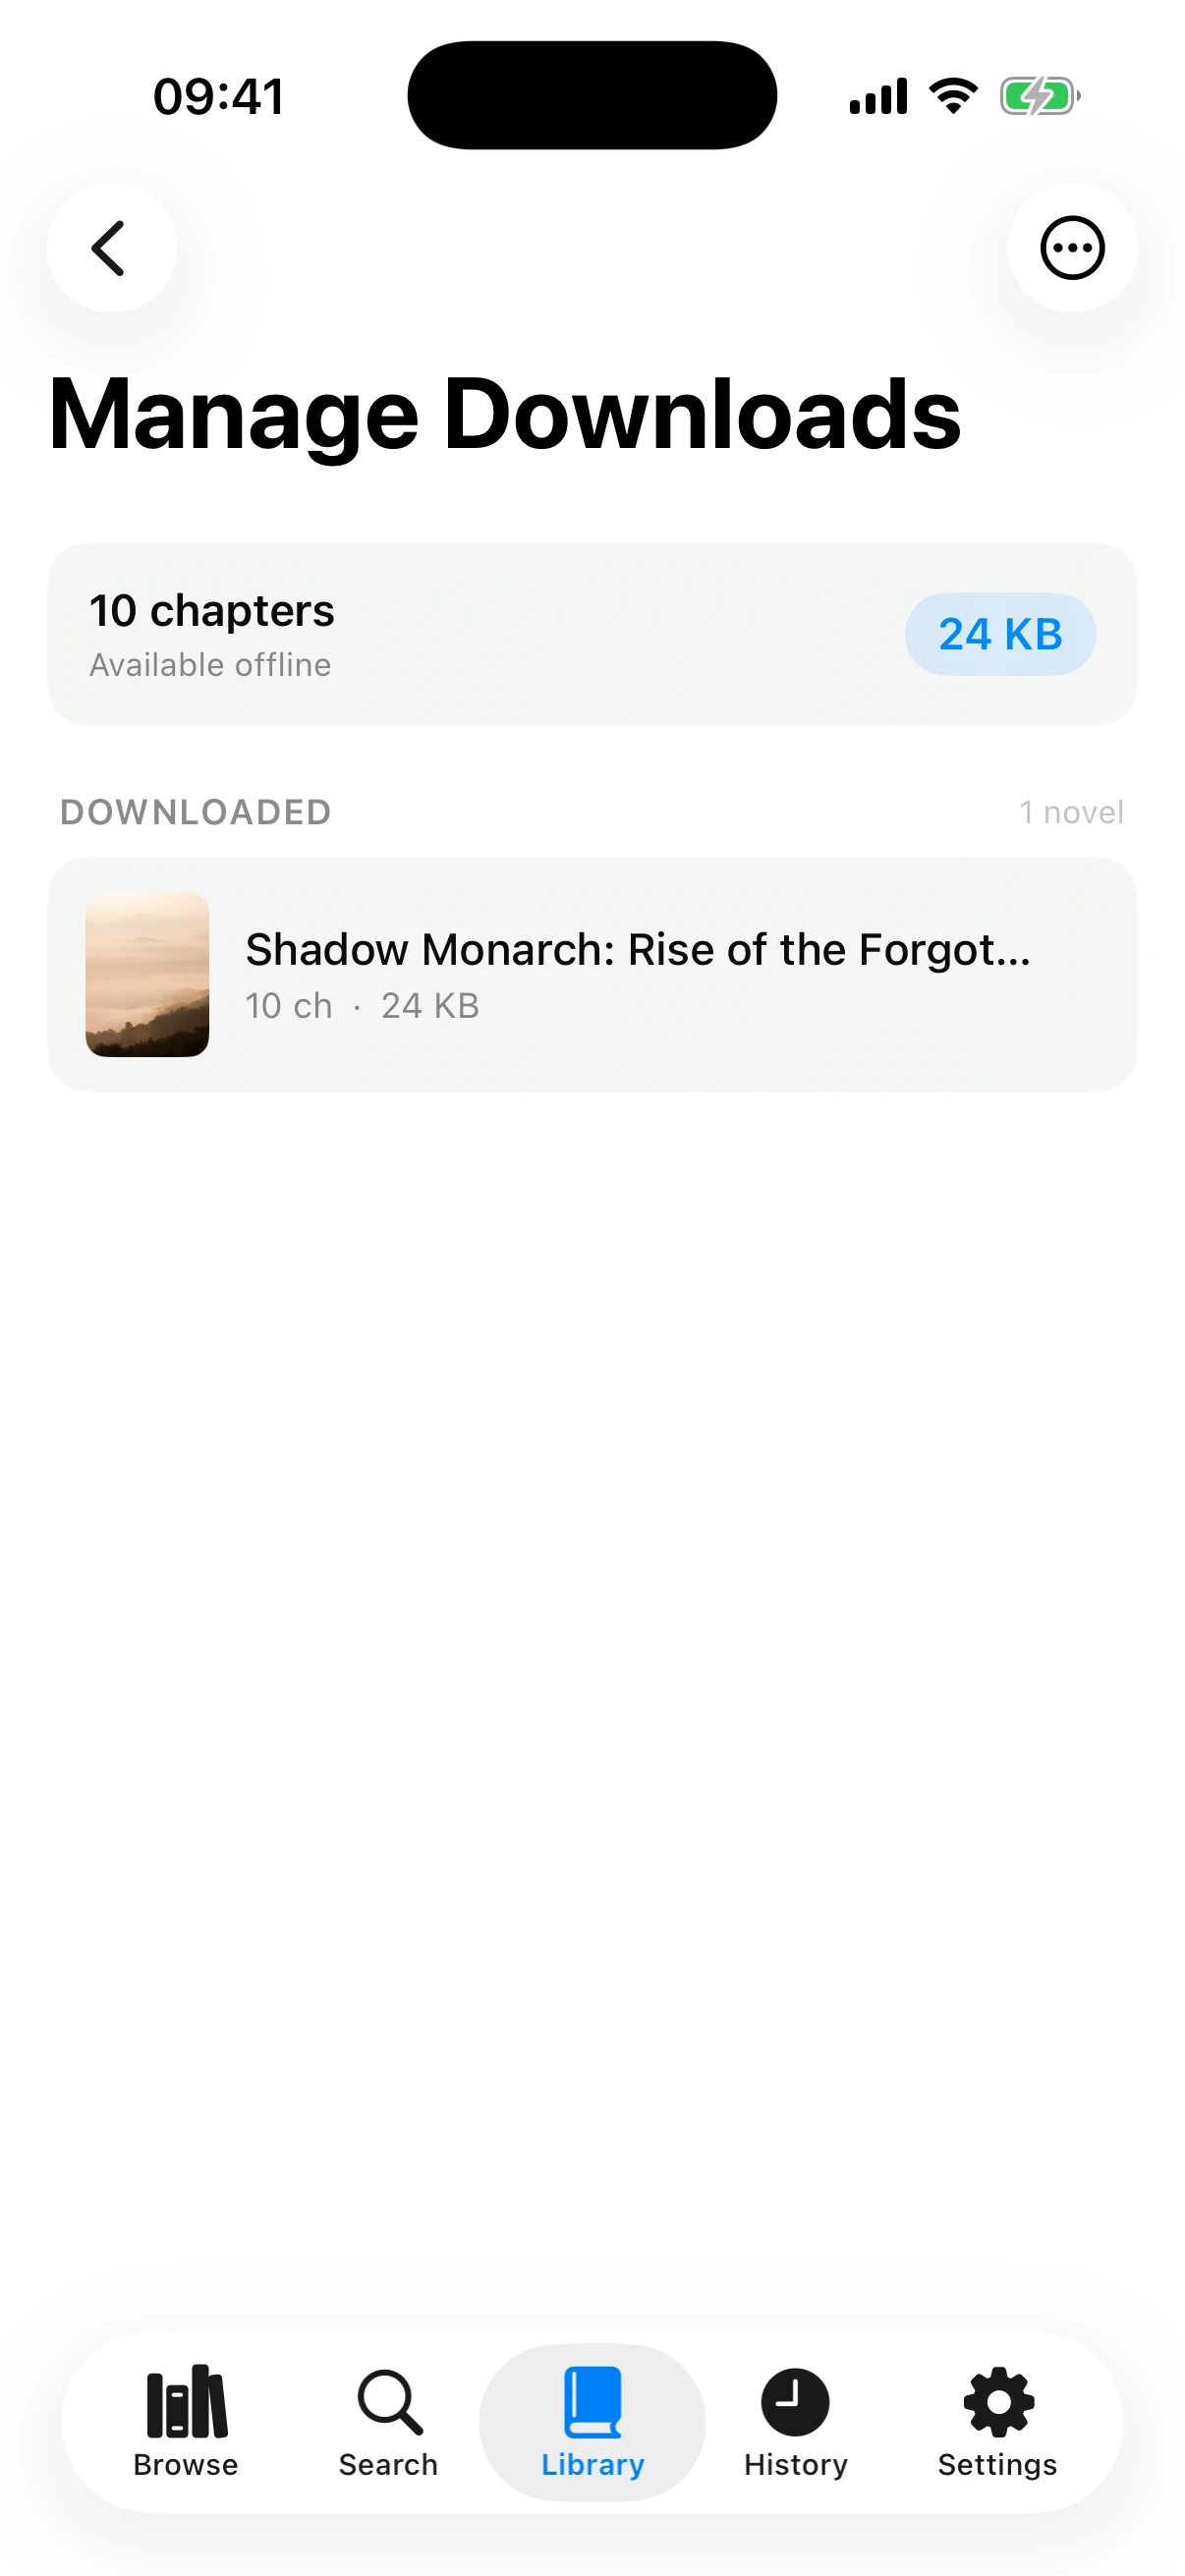 09:41
Manage Downloads
10 chapters
Available offline
24 KB
DOWNLOADED
1 novel
Shadow Monarch: Rise of the Forgot...
10 ch · 24 KB
Browse
Search
Library
History
Settings